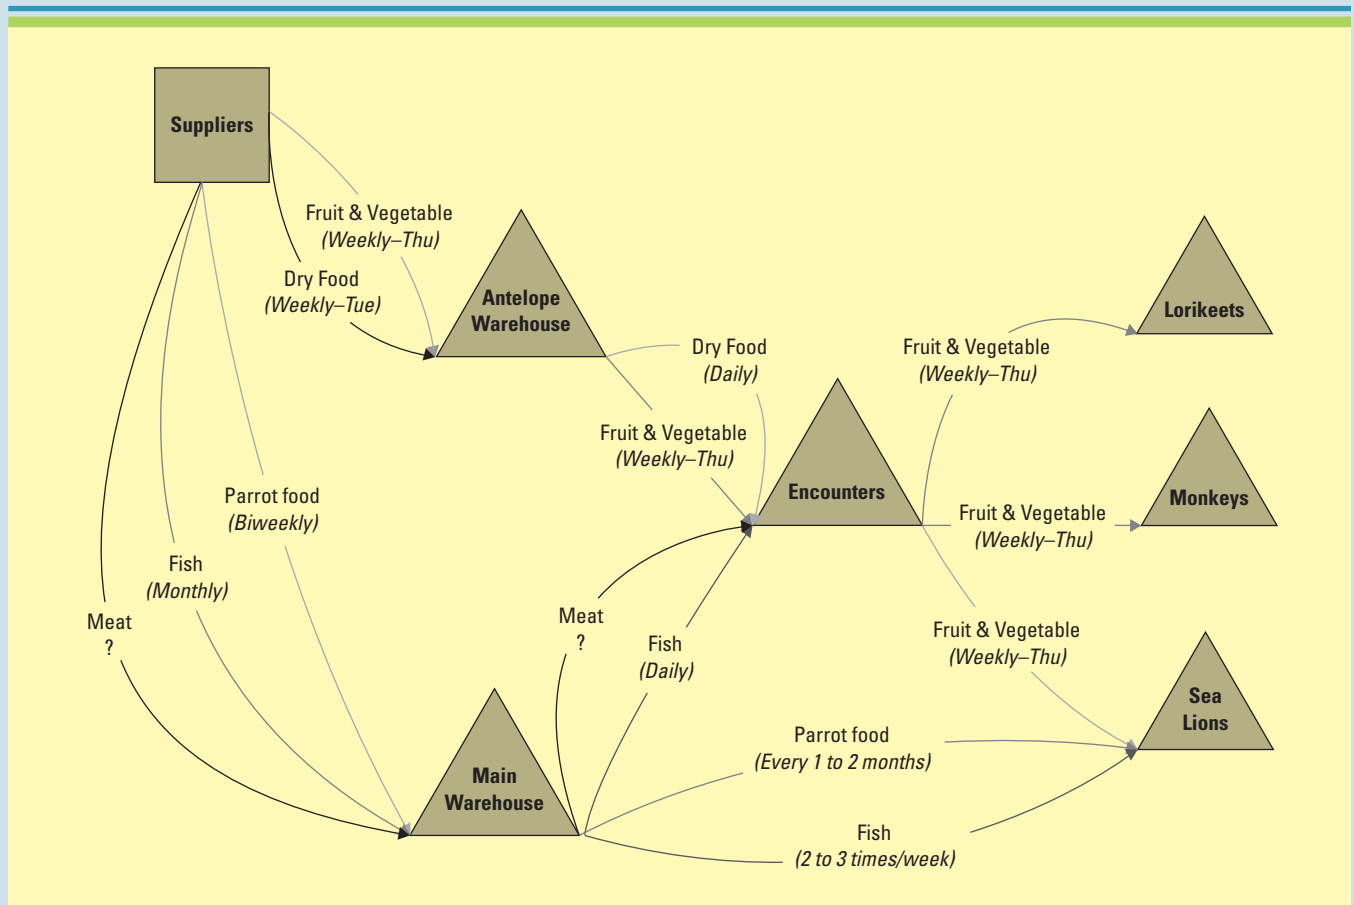 Suppliers
Fruit & Vegetable
(Weekly–Thu)
Dry Food
(Weekly–Tue)
Antelope
Warehouse
Lorikeets
Dry Food
(Daily)
Fruit & Vegetable
(Weekly–Thu)
Fruit & Vegetable
(Weekly–Thu)
Encounters
Monkeys
Fruit & Vegetable
(Weekly–Thu)
Parrot food
(Biweekly)
Fish
(Monthly)
Meat
?
Meat
?
Fish
(Daily)
Fruit & Vegetable
(Weekly–Thu)
Sea
Lions
Parrot food
(Every 1 to 2 months)
Main
Warehouse
Fish
(2 to 3 times/week)